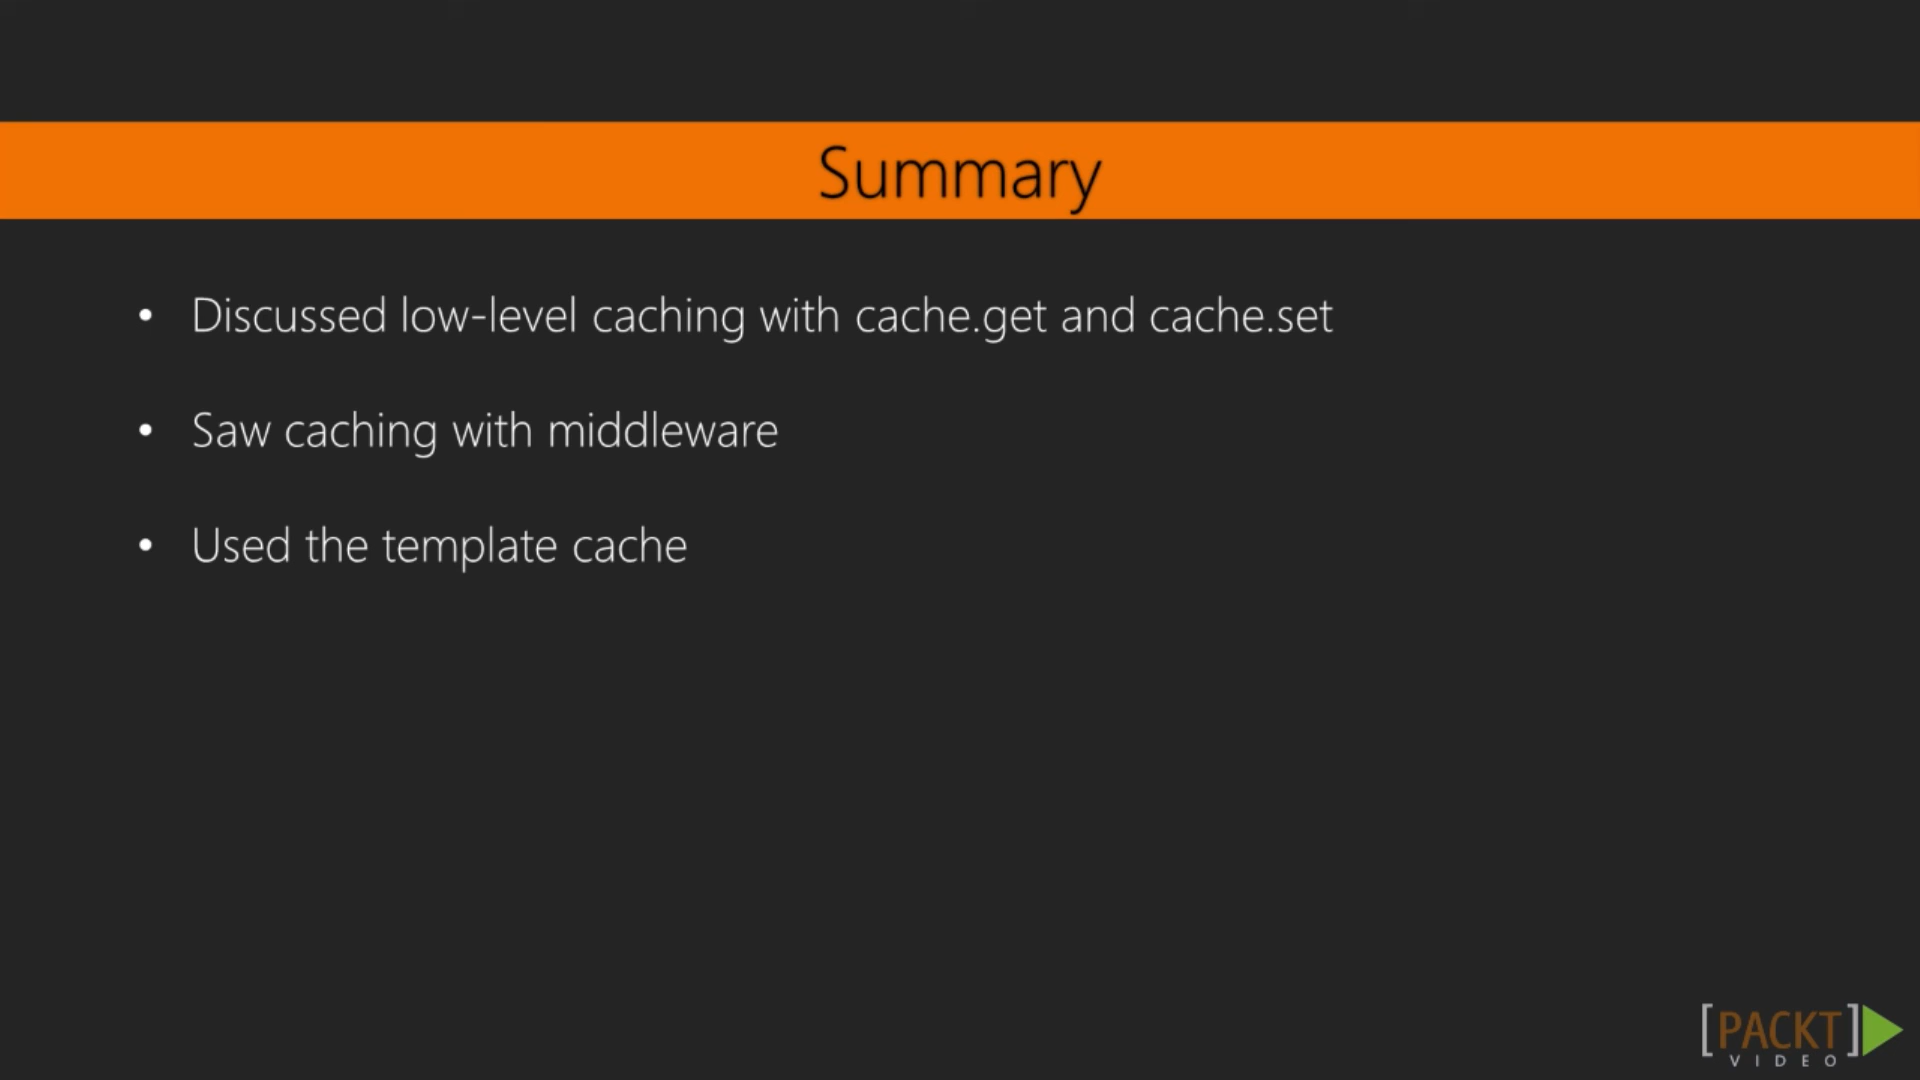 Summary
• Discussed low-level caching with cache.get and cache.set
• Saw caching with middleware
• Used the template cache
[PACKT]
VIDEO